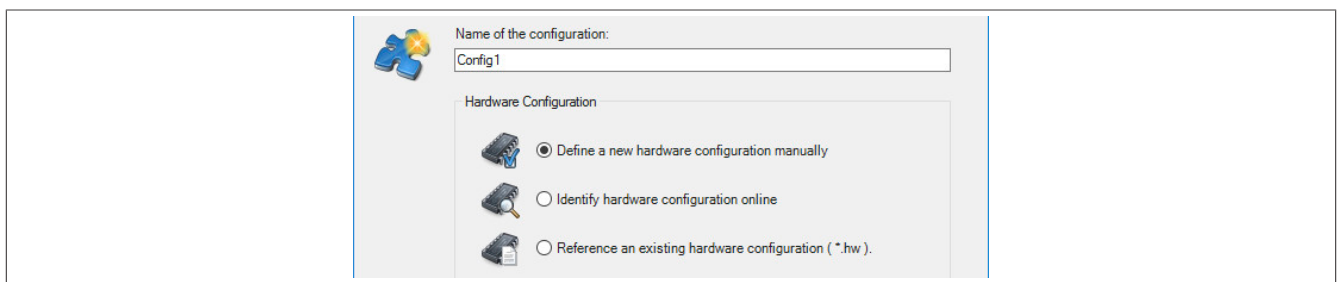 Name of the configuration:
Config1
Hardware Configuration
Define a new hardware configuration manually
Identify hardware configuration online
Reference an existing hardware configuration ( *.hw ).